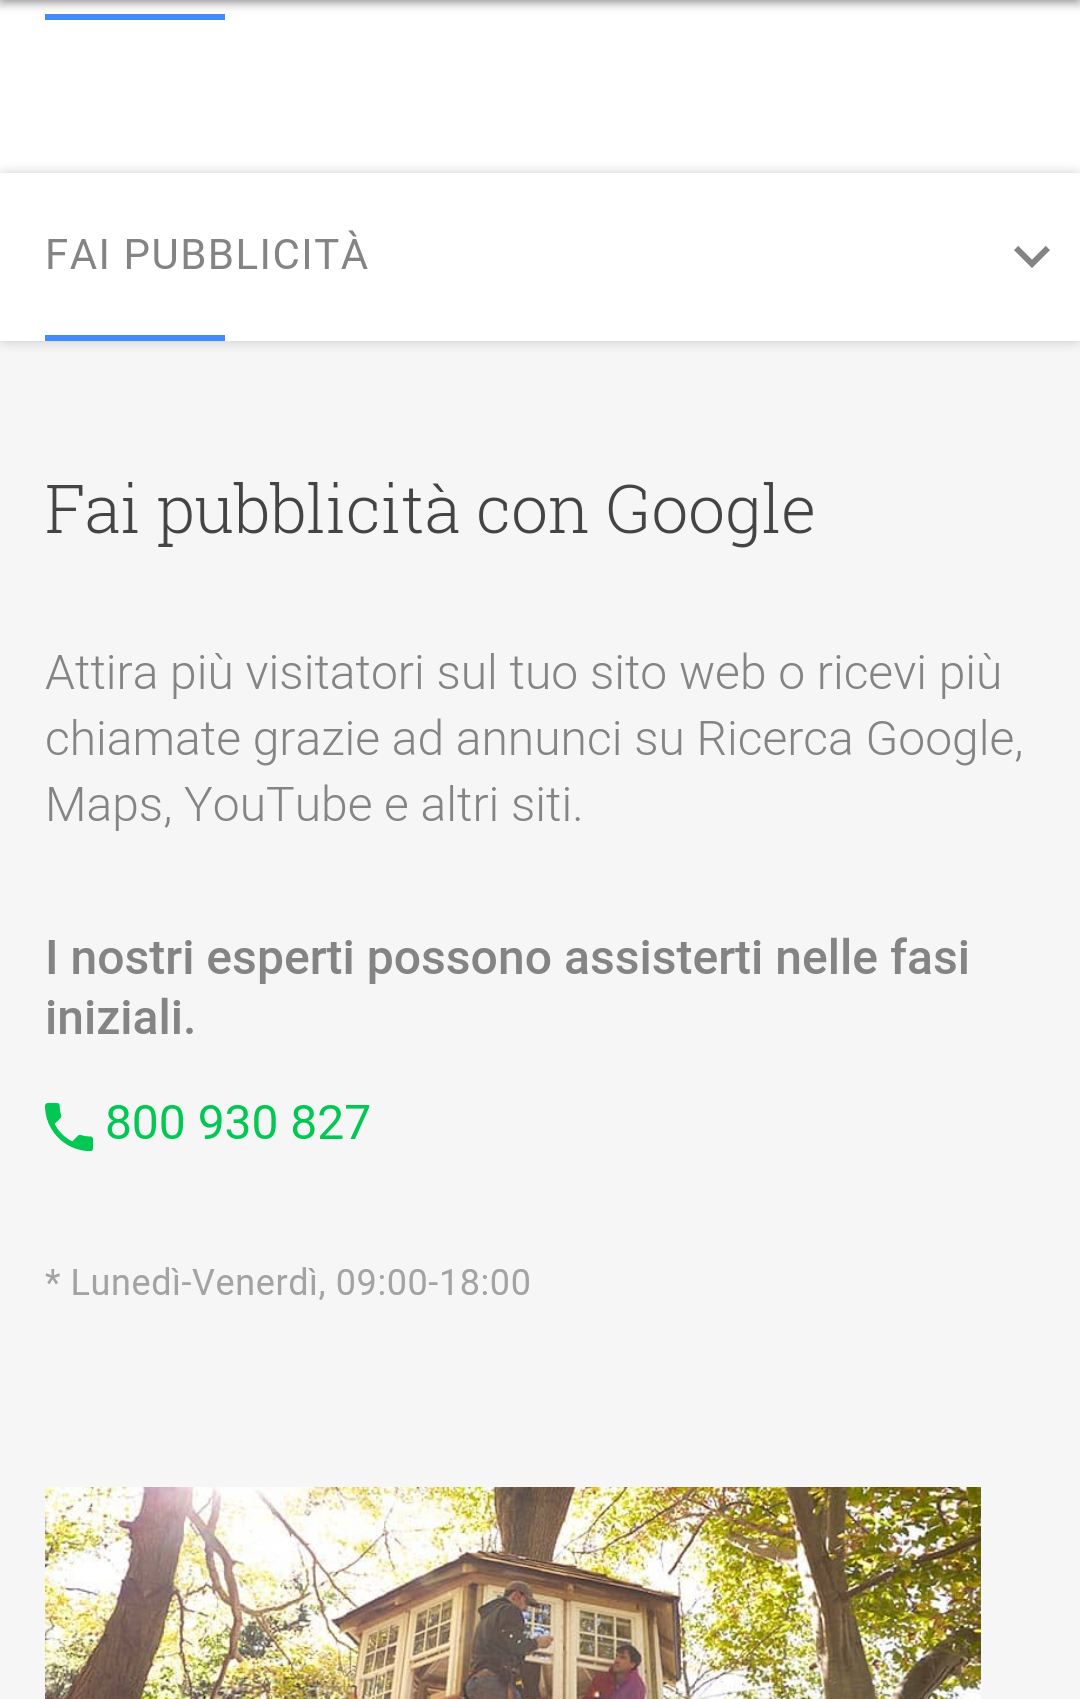 FAI PUBBLICITÀ
Fai pubblicità con Google
Attira più visitatori sul tuo sito web o ricevi più
chiamate grazie ad annunci su Ricerca Google,
Maps, YouTube e altri siti.
I nostri esperti possono assisterti nelle fasi
iniziali.
800 930 827
* Lunedì-Venerdì, 09:00-18:00